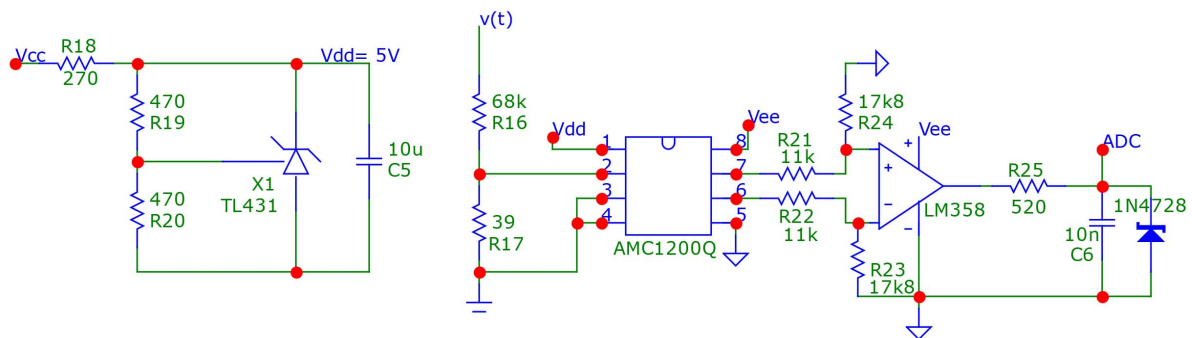 Vcc
R18
270
Vdd= 5V
470
R19
470
R20
X1
TL431
10u
C5
v(t)
68k
R16
39
R17
Vdd
Vee
1
2
3
4
8
7
6
5
AMC1200Q
R21
11k
R22
11k
17k8
R24
R23
17k8
Vee
+
+
−
−
LM358
R25
520
ADC
10n
C6
1N4728